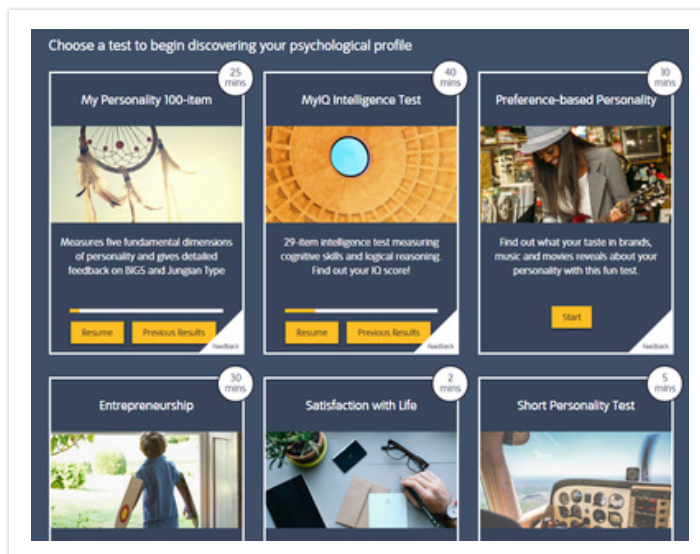 Choose a test to begin discovering your psychological profile
25
mins
My Personality 100-item
Measures five fundamental dimensions
of personality and gives detailed
feedback on BIG5 and Jungian Type
Resume
Previous Results
Feedback
40
mins
MyIQ Intelligence Test
29-item intelligence test measuring
cognitive skills and logical reasoning.
Find out your IQ score!
Resume
Previous Results
Feedback
10
mins
Preference-based Personality
Find out what your taste in brands,
music and movies reveals about your
personality with this fun test.
Start
Feedback
30
mins
Entrepreneurship
2
mins
Satisfaction with Life
5
mins
Short Personality Test